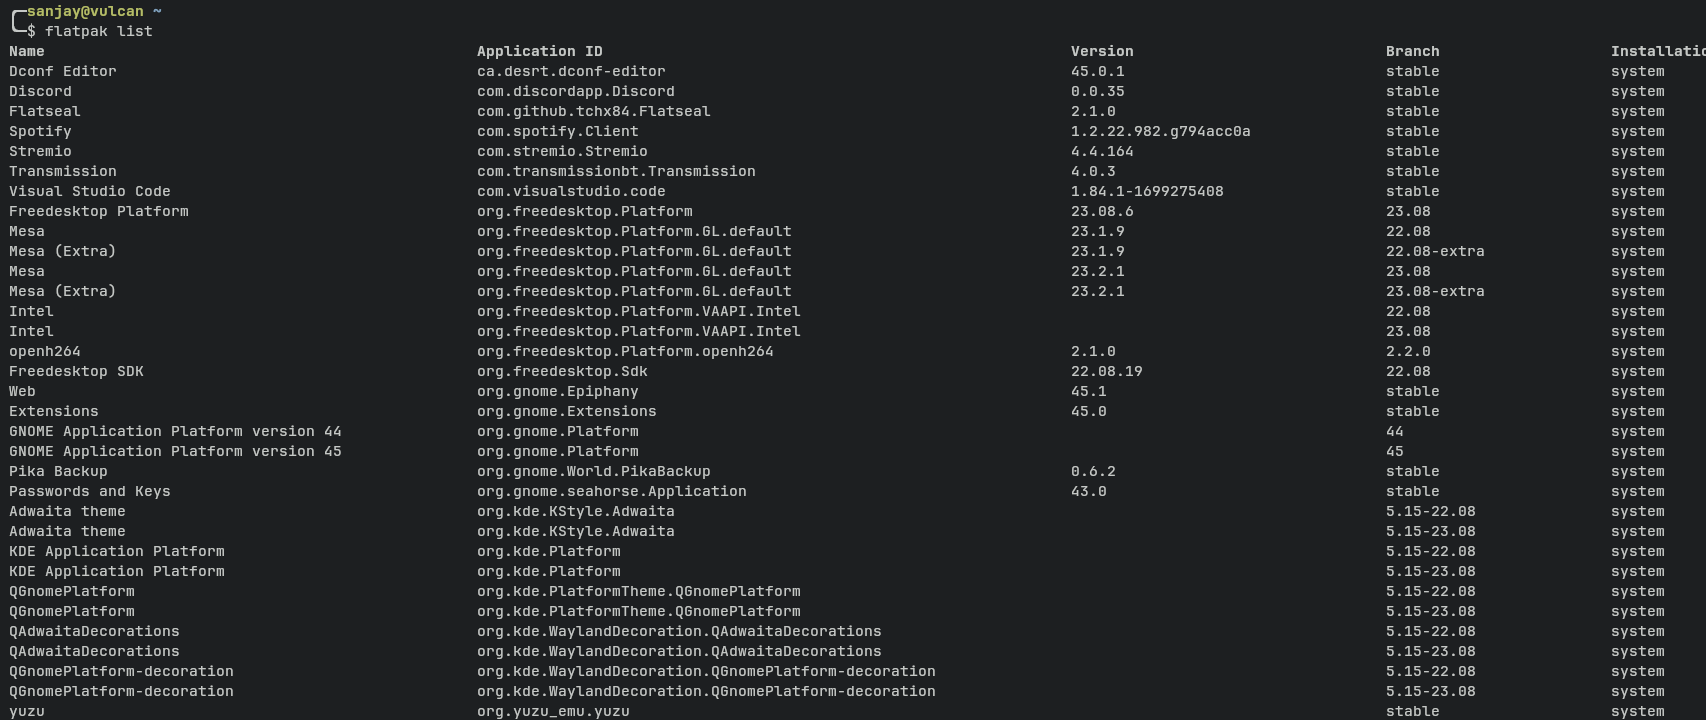 sanjay@vulcan ~
$ flatpak list
Name Application ID Version Branch Installatio
Dconf Editor ca.desrt.dconf-editor 45.0.1 stable system
Discord com.discordapp.Discord 0.0.35 stable system
Flatseal com.github.tchx84.Flatseal 2.1.0 stable system
Spotify com.spotify.Client 1.2.22.982.g794acc0a stable system
Stremio com.stremio.Stremio 4.4.164 stable system
Transmission com.transmissionbt.Transmission 4.0.3 stable system
Visual Studio Code com.visualstudio.code 1.84.1-1699275408 stable system
Freedesktop Platform org.freedesktop.Platform 23.08.6 23.08 system
Mesa org.freedesktop.Platform.GL.default 23.1.9 22.08 system
Mesa (Extra) org.freedesktop.Platform.GL.default 23.1.9 22.08-extra system
Mesa org.freedesktop.Platform.GL.default 23.2.1 23.08 system
Mesa (Extra) org.freedesktop.Platform.GL.default 23.2.1 23.08-extra system
Intel org.freedesktop.Platform.VAAPI.Intel 22.08 system
Intel org.freedesktop.Platform.VAAPI.Intel 23.08 system
openh264 org.freedesktop.Platform.openh264 2.1.0 2.2.0 system
Freedesktop SDK org.freedesktop.Sdk 22.08.19 22.08 system
Web org.gnome.Epiphany 45.1 stable system
Extensions org.gnome.Extensions 45.0 stable system
GNOME Application Platform version 44 org.gnome.Platform 44 system
GNOME Application Platform version 45 org.gnome.Platform 45 system
Pika Backup org.gnome.World.PikaBackup 0.6.2 stable system
Passwords and Keys org.gnome.seahorse.Application 43.0 stable system
Adwaita theme org.kde.KStyle.Adwaita 5.15-22.08 system
Adwaita theme org.kde.KStyle.Adwaita 5.15-23.08 system
KDE Application Platform org.kde.Platform 5.15-22.08 system
KDE Application Platform org.kde.Platform 5.15-23.08 system
QGnomePlatform org.kde.PlatformTheme.QGnomePlatform 5.15-22.08 system
QGnomePlatform org.kde.PlatformTheme.QGnomePlatform 5.15-23.08 system
QAdwaitaDecorations org.kde.WaylandDecoration.QAdwaitaDecorations 5.15-22.08 system
QAdwaitaDecorations org.kde.WaylandDecoration.QAdwaitaDecorations 5.15-23.08 system
QGnomePlatform-decoration org.kde.WaylandDecoration.QGnomePlatform-decoration 5.15-22.08 system
QGnomePlatform-decoration org.kde.WaylandDecoration.QGnomePlatform-decoration 5.15-23.08 system
yuzu org.yuzu_emu.yuzu stable system